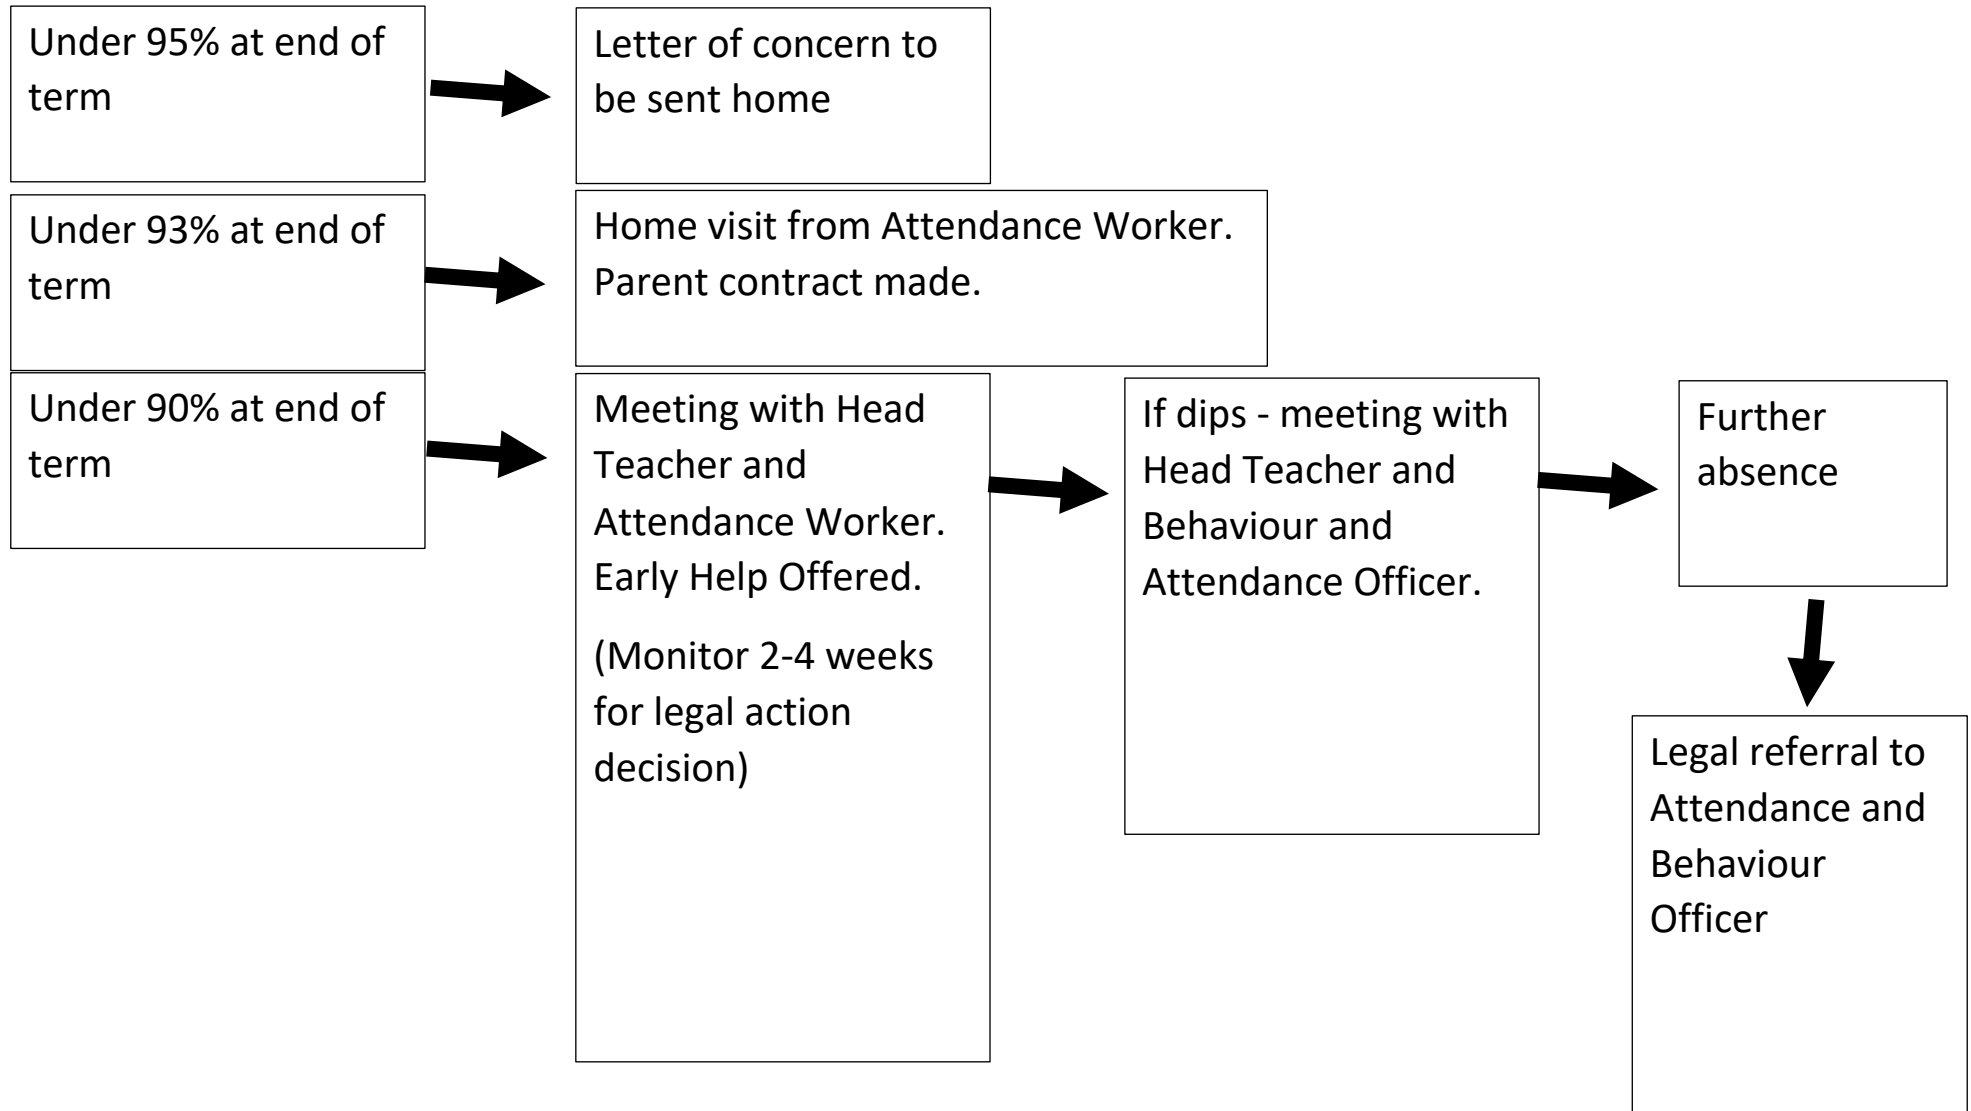 Under 95% at end of
term
Letter of concern to
be sent home
Under 93% at end of
term
Home visit from Attendance Worker.
Parent contract made.
Under 90% at end of
term
Meeting with Head
Teacher and
Attendance Worker.
Early Help Offered.
(Monitor 2-4 weeks
for legal action
decision)
If dips - meeting with
Head Teacher and
Behaviour and
Attendance Officer.
Further
absence
Legal referral to
Attendance and
Behaviour
Officer